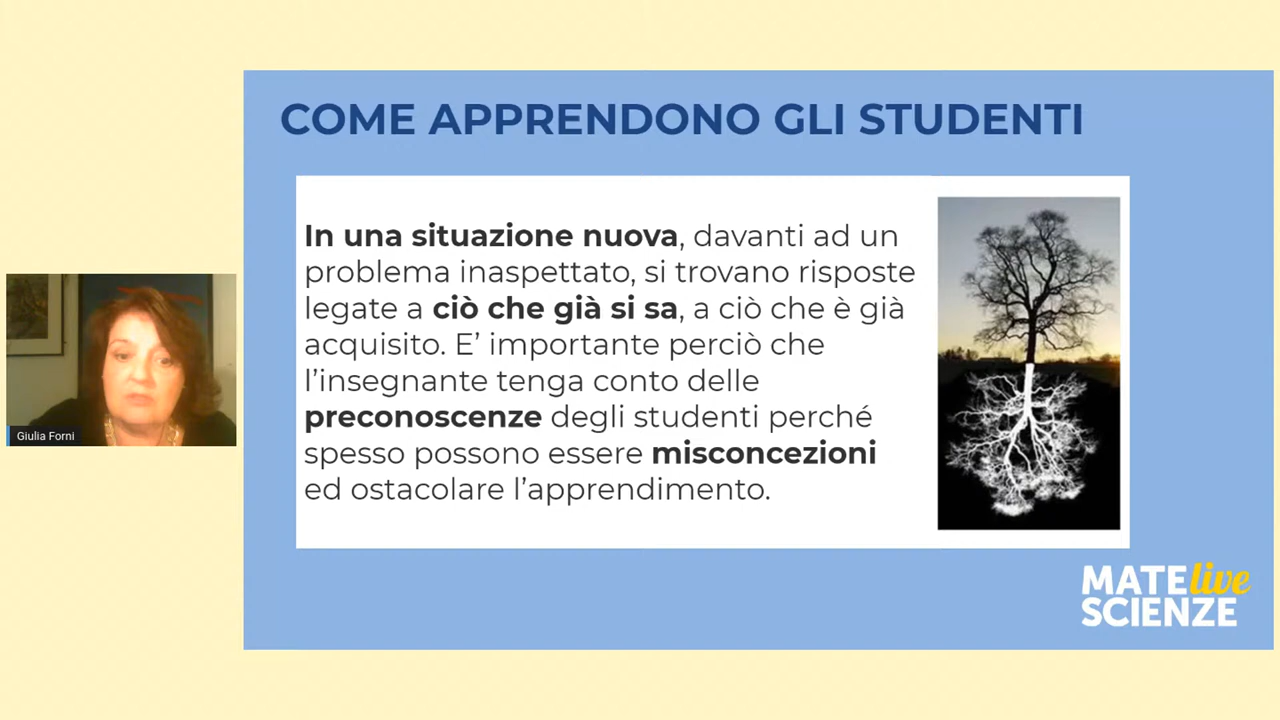 COME APPRENDONO GLI STUDENTI
In una situazione nuova, davanti ad un
problema inaspettato, si trovano risposte
legate a ciò che già si sa, a ciò che è già
acquisito. E’ importante perciò che
l’insegnante tenga conto delle
preconoscenze degli studenti perché
spesso possono essere misconcezioni
ed ostacolare l’apprendimento.
Giulia Forni
MATE live
SCIENZE